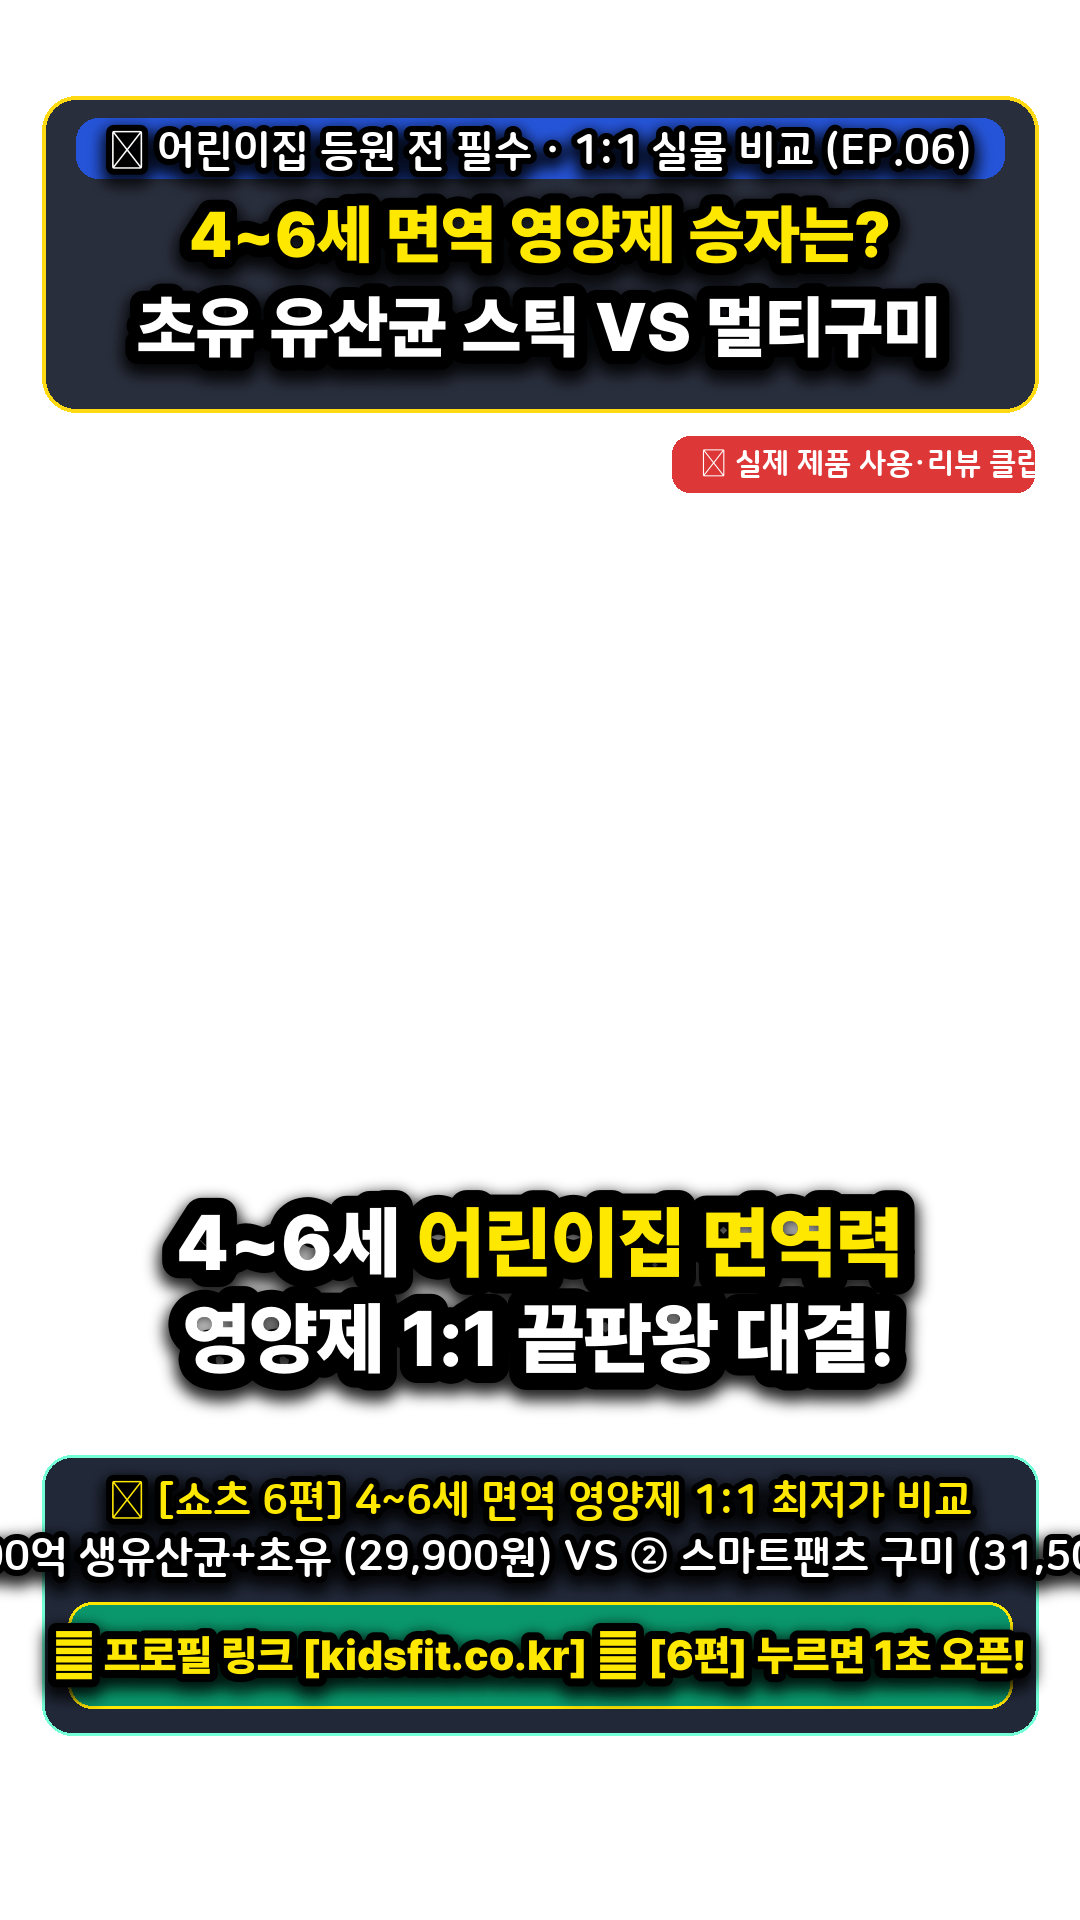 어린이집 등원 전 필수 · 1:1 실물 비교 (EP.06)
4~6세 면역 영양제 승자는?
초유 유산균 스틱 VS 멀티구미
실제 제품 사용·리뷰 클립
4~6세 어린이집 면역력
영양제 1:1 끝판왕 대결!
[쇼츠 6편] 4~6세 면역 영양제 1:1 최저가 비교
00억 생유산균+초유 (29,900원) VS ② 스마트팬츠 구미 (31,50
프로필 링크 [kidsfit.co.kr] [6편] 누르면 1초 오픈!